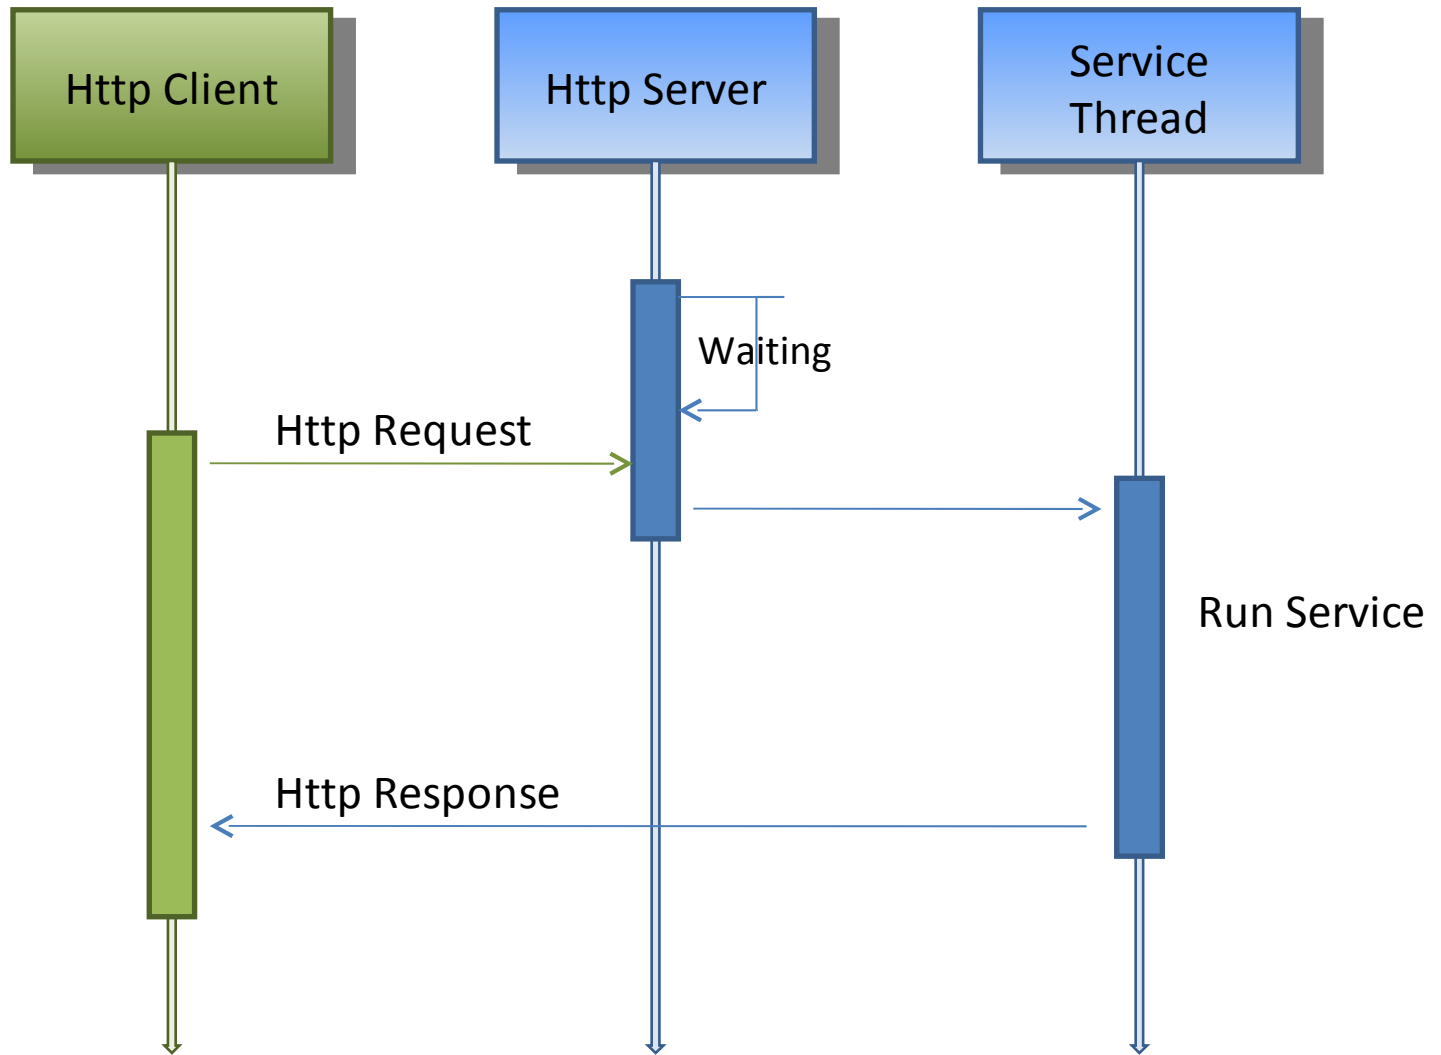 Http Client
Http Server
Service
Thread
Waiting
Http Request
Run Service
Http Response